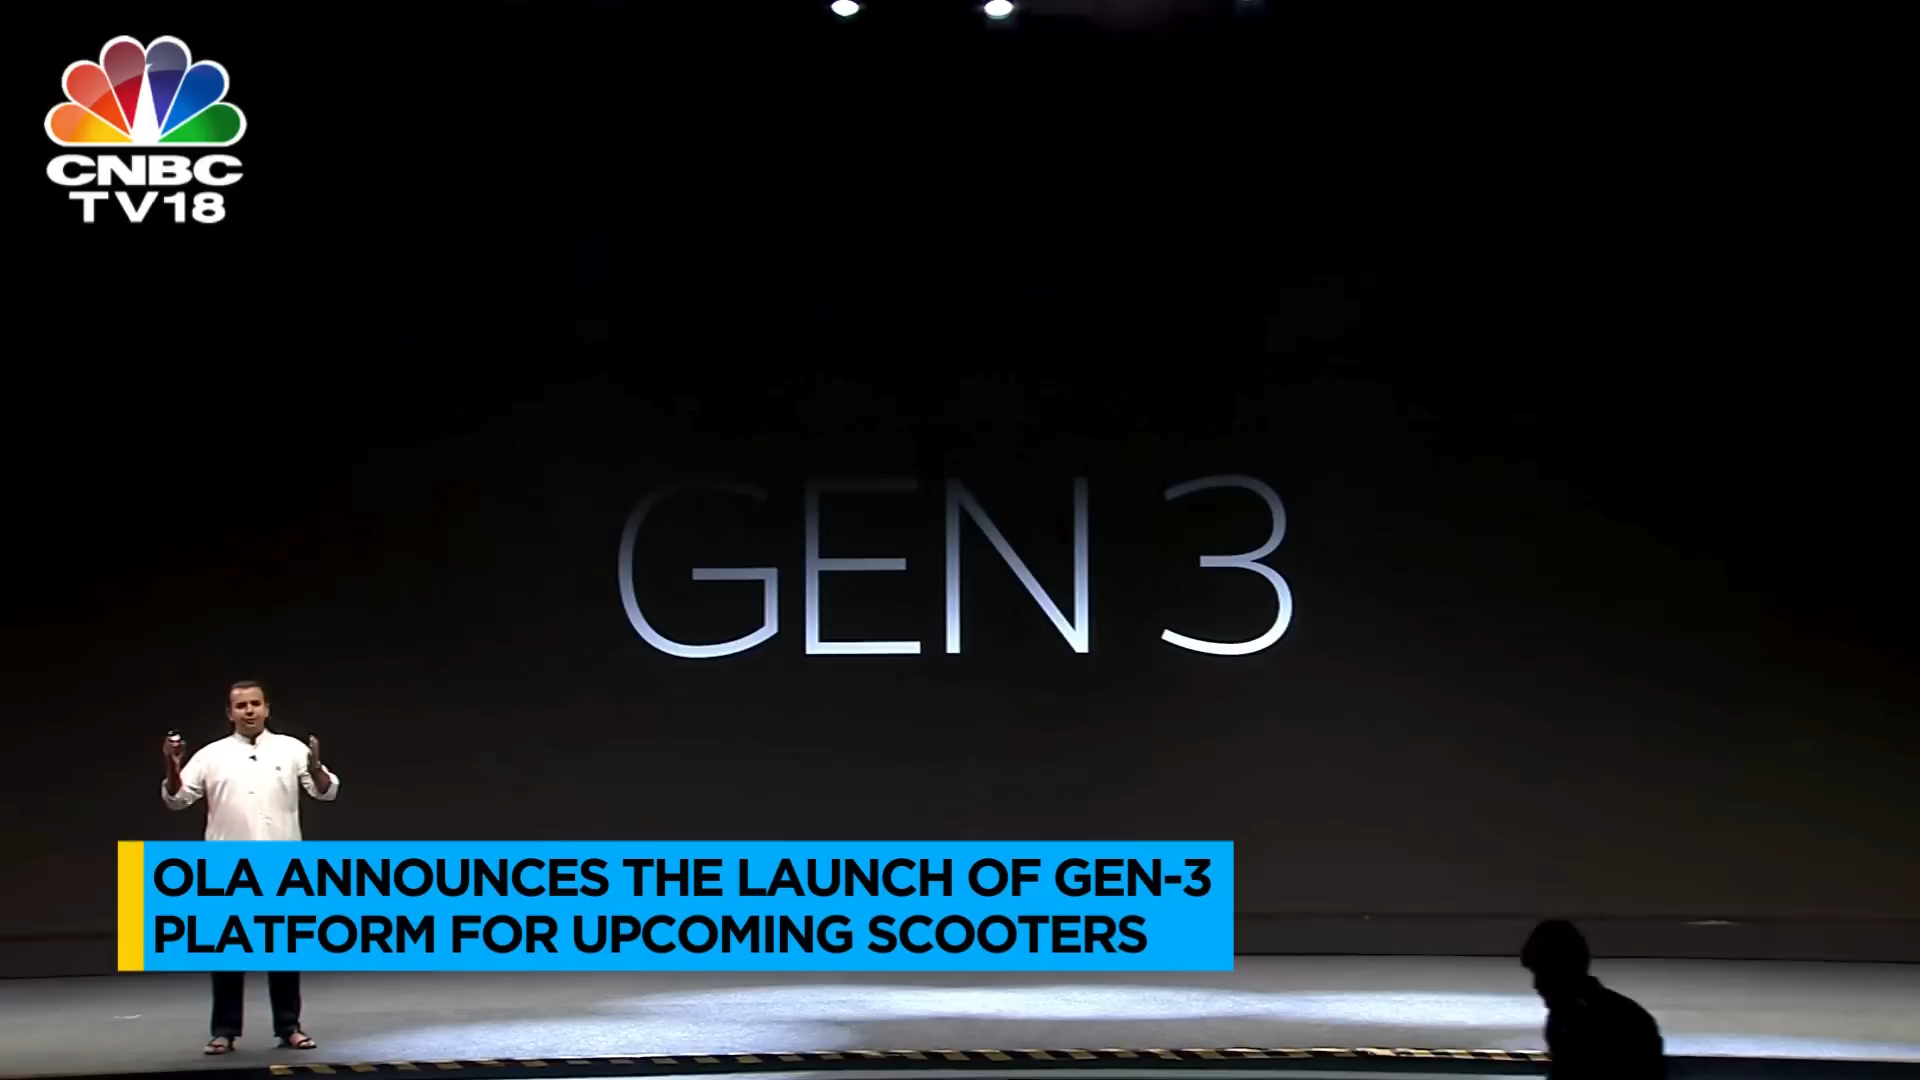 CNBC
TV18
GEN 3
OLA ANNOUNCES THE LAUNCH OF GEN-3
PLATFORM FOR UPCOMING SCOOTERS